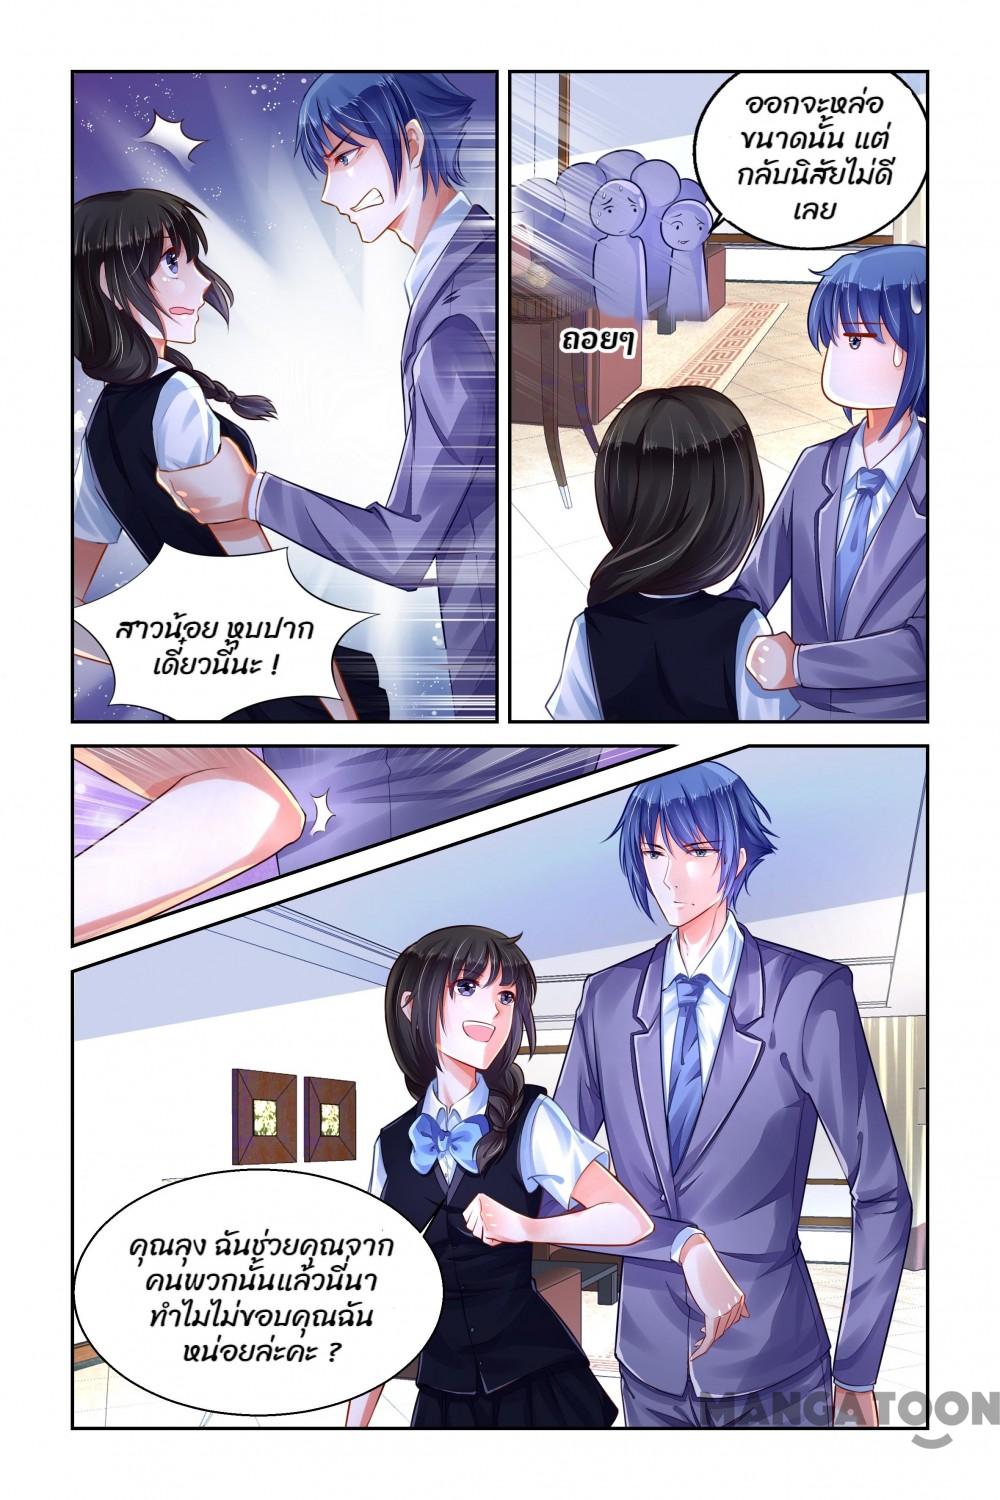 สาวน้อย หุบปาก
เดี๋ยวนี้นะ !
ออกจะหล่อ
ขนาดนั้น แต่
กลับนิสัยไม่ดี
เลย
ถอยๆ
คุณลุง ฉันช่วยคุณจาก
คนพวกนั้นแล้วนี่นา
ทำไมไม่ขอบคุณฉัน
หน่อยล่ะคะ ?
MANGATOON